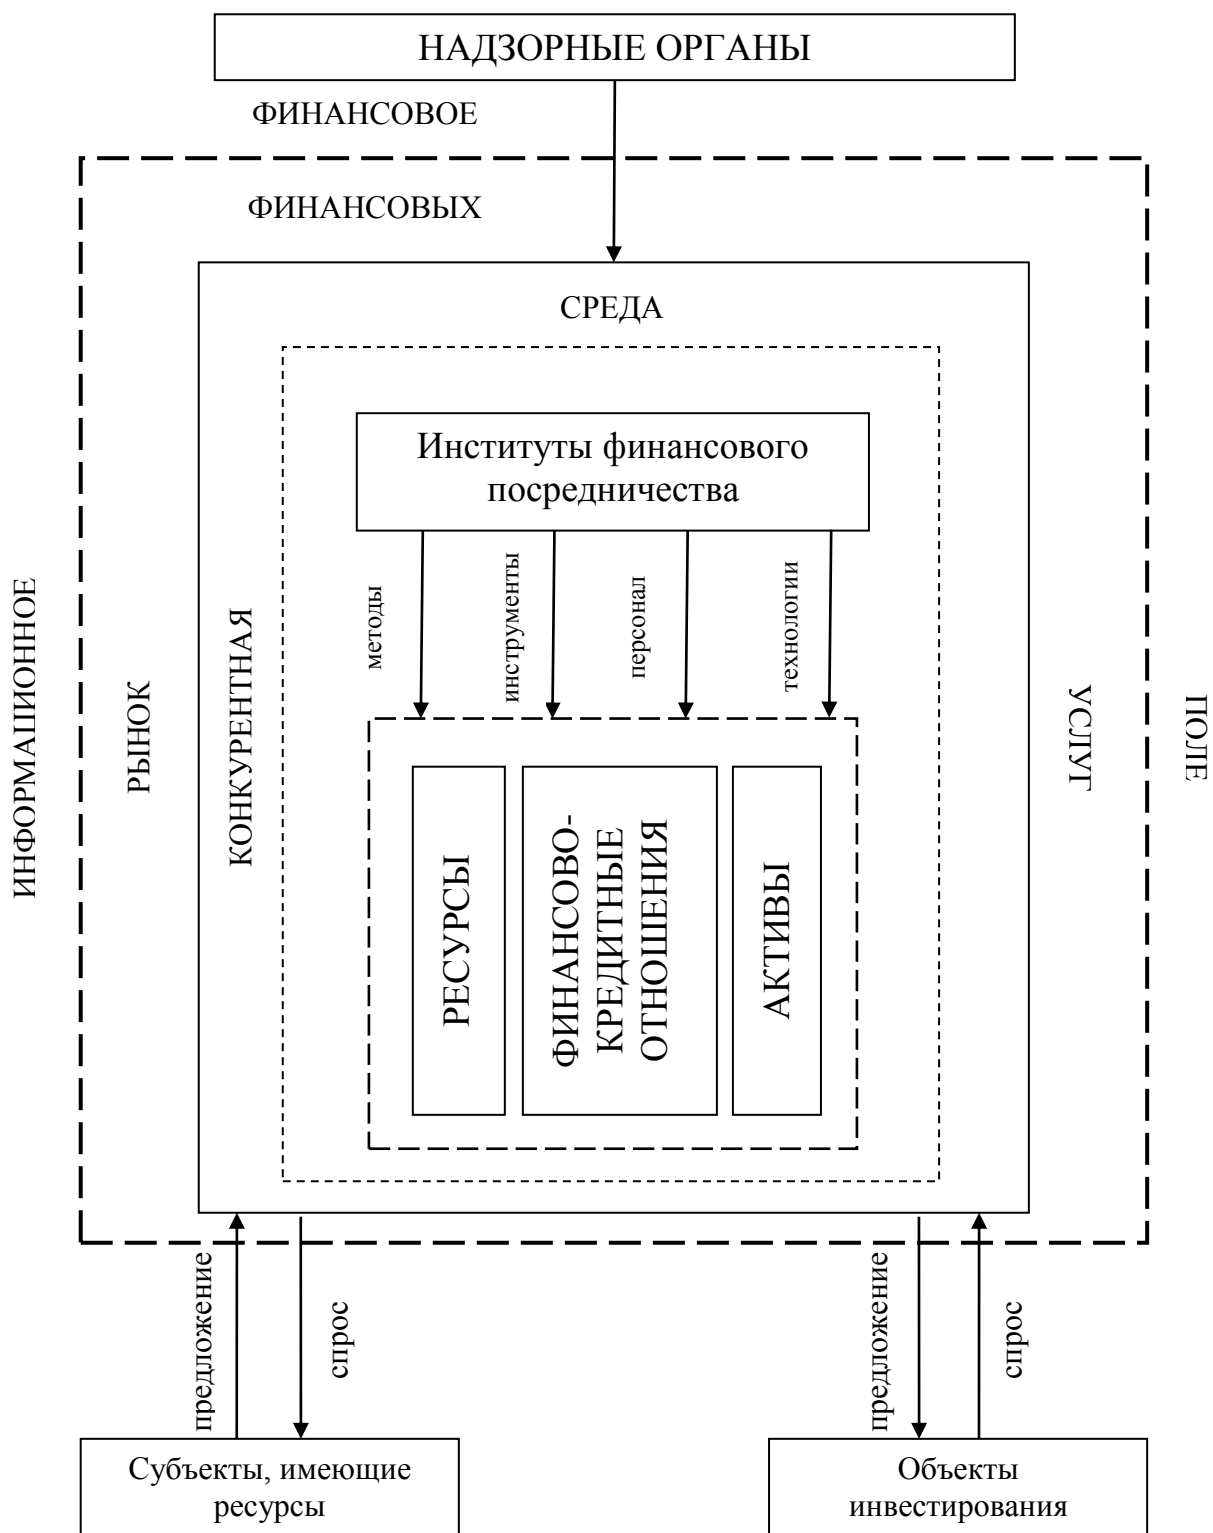 НАДЗОРНЫЕ ОРГАНЫ
ФИНАНСОВОЕ
ФИНАНСОВЫХ
СРЕДА
Институты финансового
посредничества
методы
инструменты
персонал
технологии
ИНФОРМАЦИОННОЕ
РЫНОК
КОНКУРЕНТНАЯ
УСЛУГ
ПОЛЕ
РЕСУРСЫ
ФИНАНСОВО-
КРЕДИТНЫЕ
ОТНОШЕНИЯ
АКТИВЫ
предложение
спрос
предложение
спрос
Субъекты, имеющие
ресурсы
Объекты
инвестирования